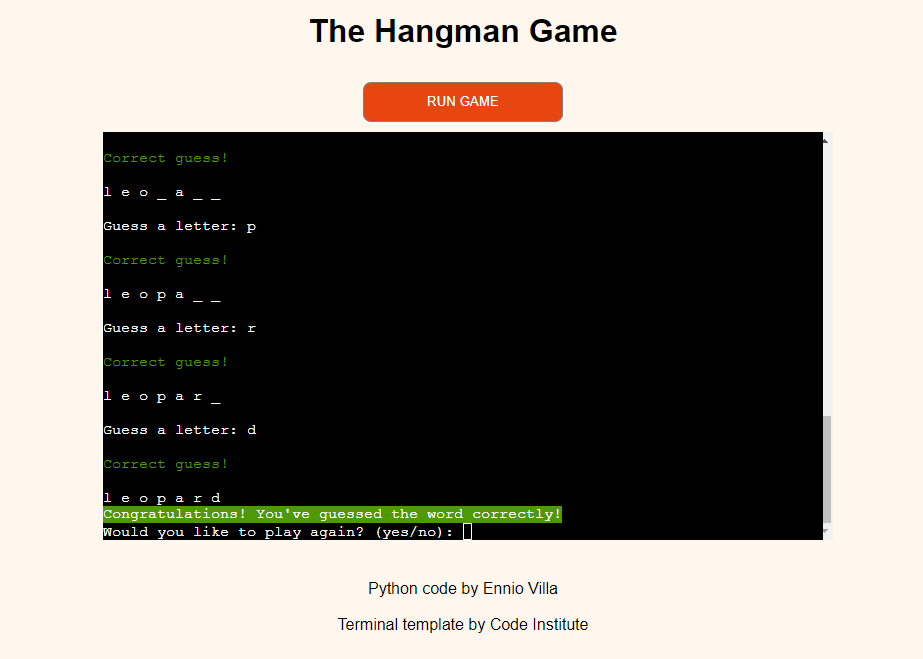 The Hangman Game
RUN GAME
Correct guess!
l e o _ a _ _
Guess a letter: p
Correct guess!
l e o p a _ _
Guess a letter: r
Correct guess!
l e o p a r _
Guess a letter: d
Correct guess!
l e o p a r d
Congratulations! You've guessed the word correctly!
Would you like to play again? (yes/no):
Python code by Ennio Villa
Terminal template by Code Institute